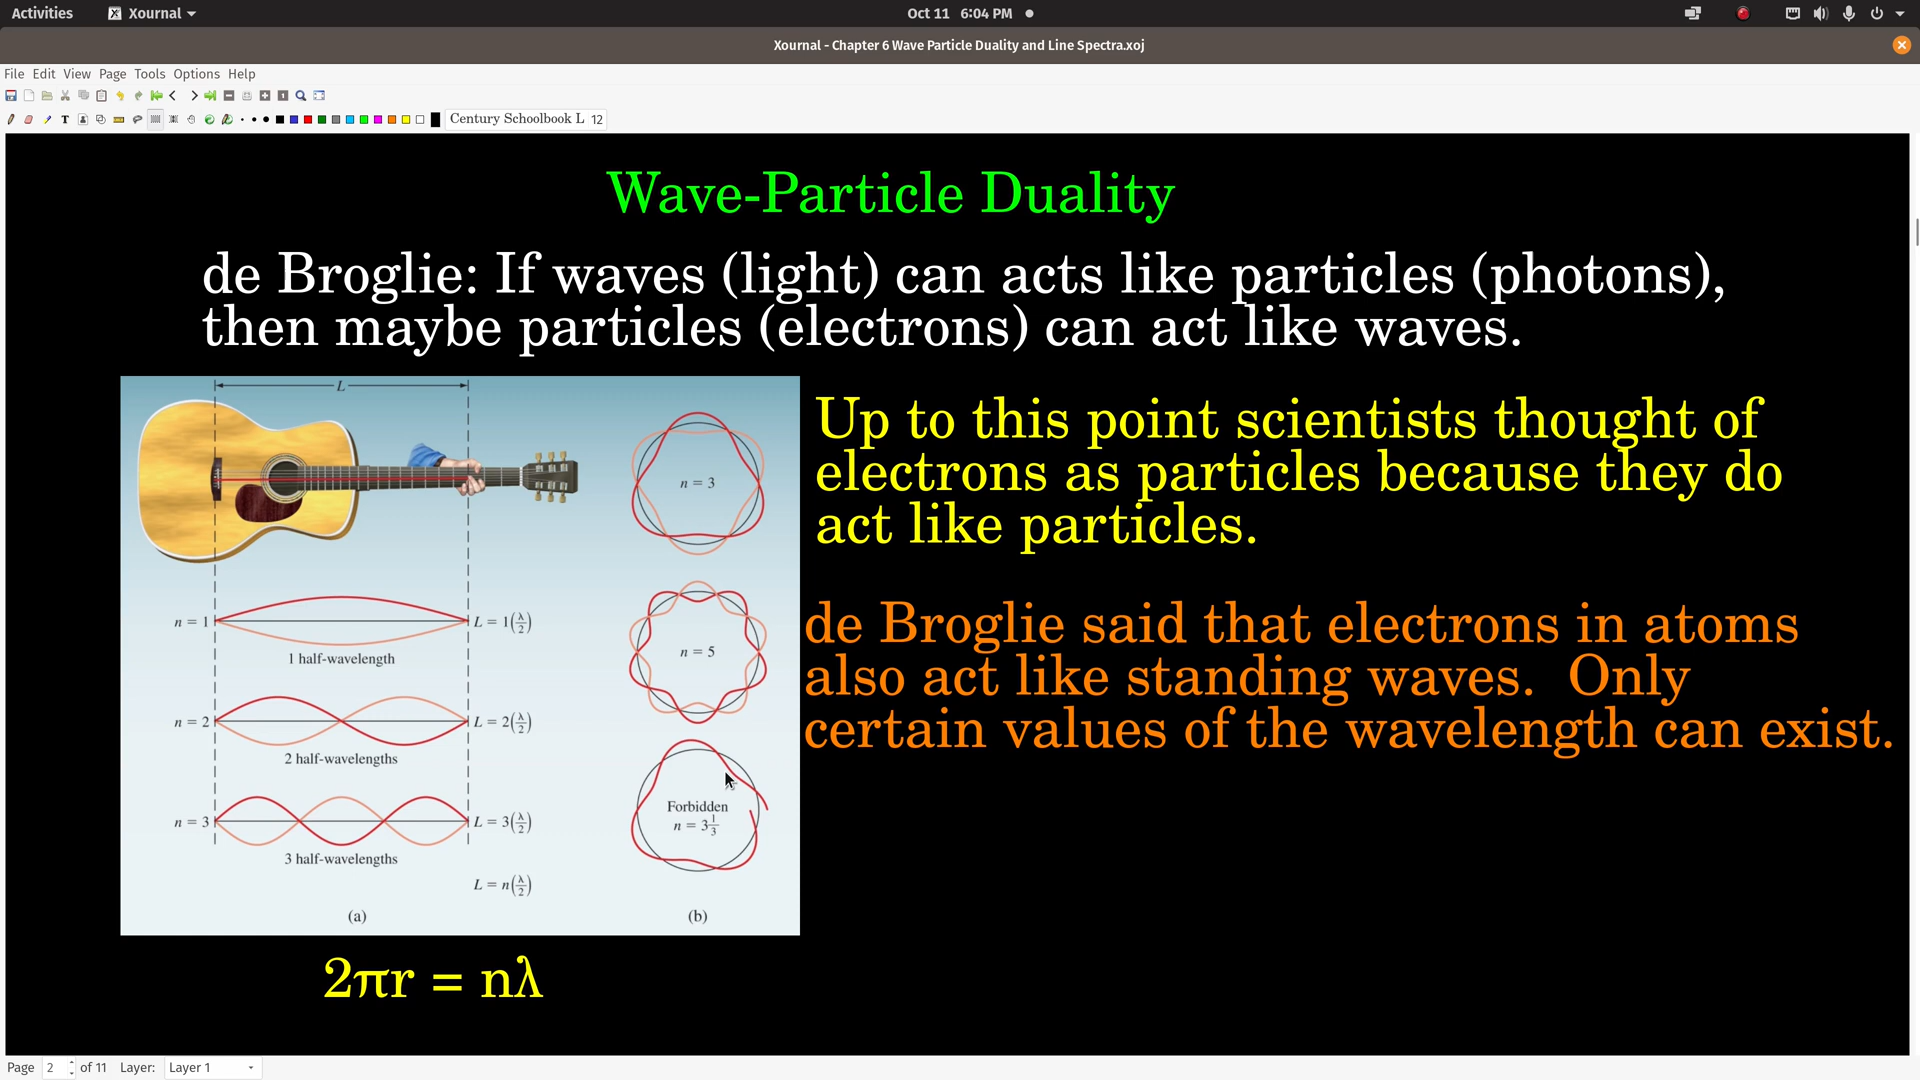 Activities
Xournal
Oct 11 6:04 PM
Xournal - Chapter 6 Wave Particle Duality and Line Spectra.xoj
File Edit View Page Tools Options Help
Century Schoolbook L 12
Wave-Particle Duality
de Broglie: If waves (light) can acts like particles (photons),
then maybe particles (electrons) can act like waves.
L
n = 1
L = 1(λ/2)
1 half-wavelength
n = 2
L = 2(λ/2)
2 half-wavelengths
n = 3
L = 3(λ/2)
3 half-wavelengths
L = n(λ/2)
(a)
n = 3
n = 5
Forbidden
n = 3 1/3
(b)
Up to this point scientists thought of
electrons as particles because they do
act like particles.
de Broglie said that electrons in atoms
also act like standing waves. Only
certain values of the wavelength can exist.
2πr = nλ
Page 2 of 11 Layer: Layer 1